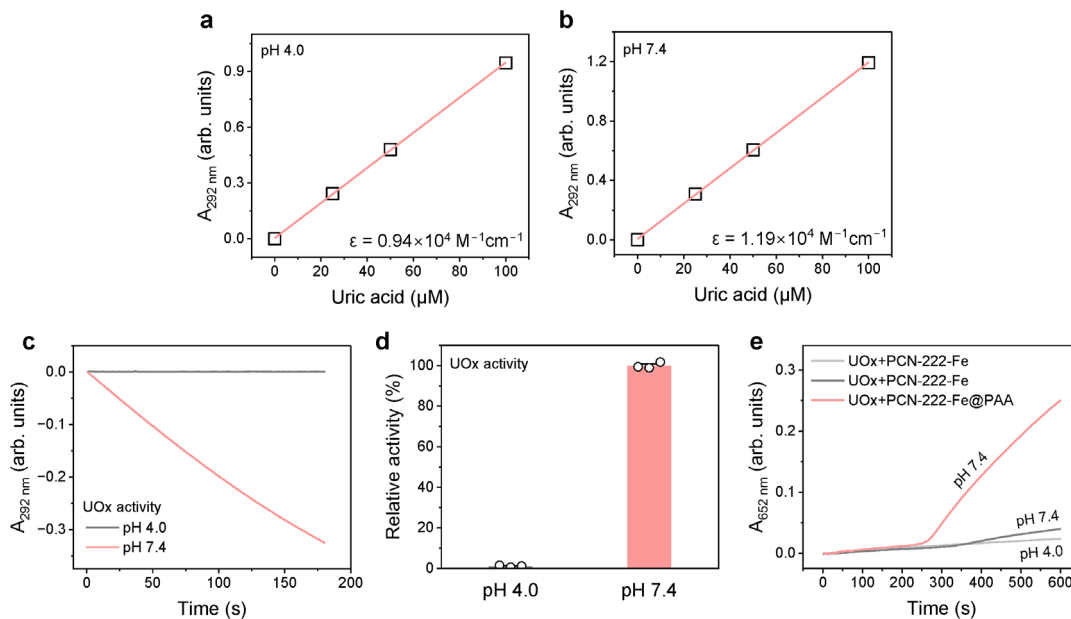 a
pH 4.0
A292 nm (arb. units)
0.9
0.6
0.3
0.0
ε = 0.94×10⁴ M⁻¹cm⁻¹
0 20 40 60 80 100
Uric acid (µM)
b
pH 7.4
A292 nm (arb. units)
1.2
0.8
0.4
0.0
ε = 1.19×10⁴ M⁻¹cm⁻¹
0 20 40 60 80 100
Uric acid (µM)
c
A292 nm (arb. units)
0.0
−0.1
−0.2
−0.3
UOx activity
pH 4.0
pH 7.4
0 50 100 150 200
Time (s)
d
UOx activity
Relative activity (%)
120
100
80
60
40
20
0
pH 4.0 pH 7.4
e
UOx+PCN-222-Fe
UOx+PCN-222-Fe
UOx+PCN-222-Fe@PAA
A652 nm (arb. units)
0.3
0.2
0.1
0.0
pH 7.4
pH 7.4
pH 4.0
0 100 200 300 400 500 600
Time (s)